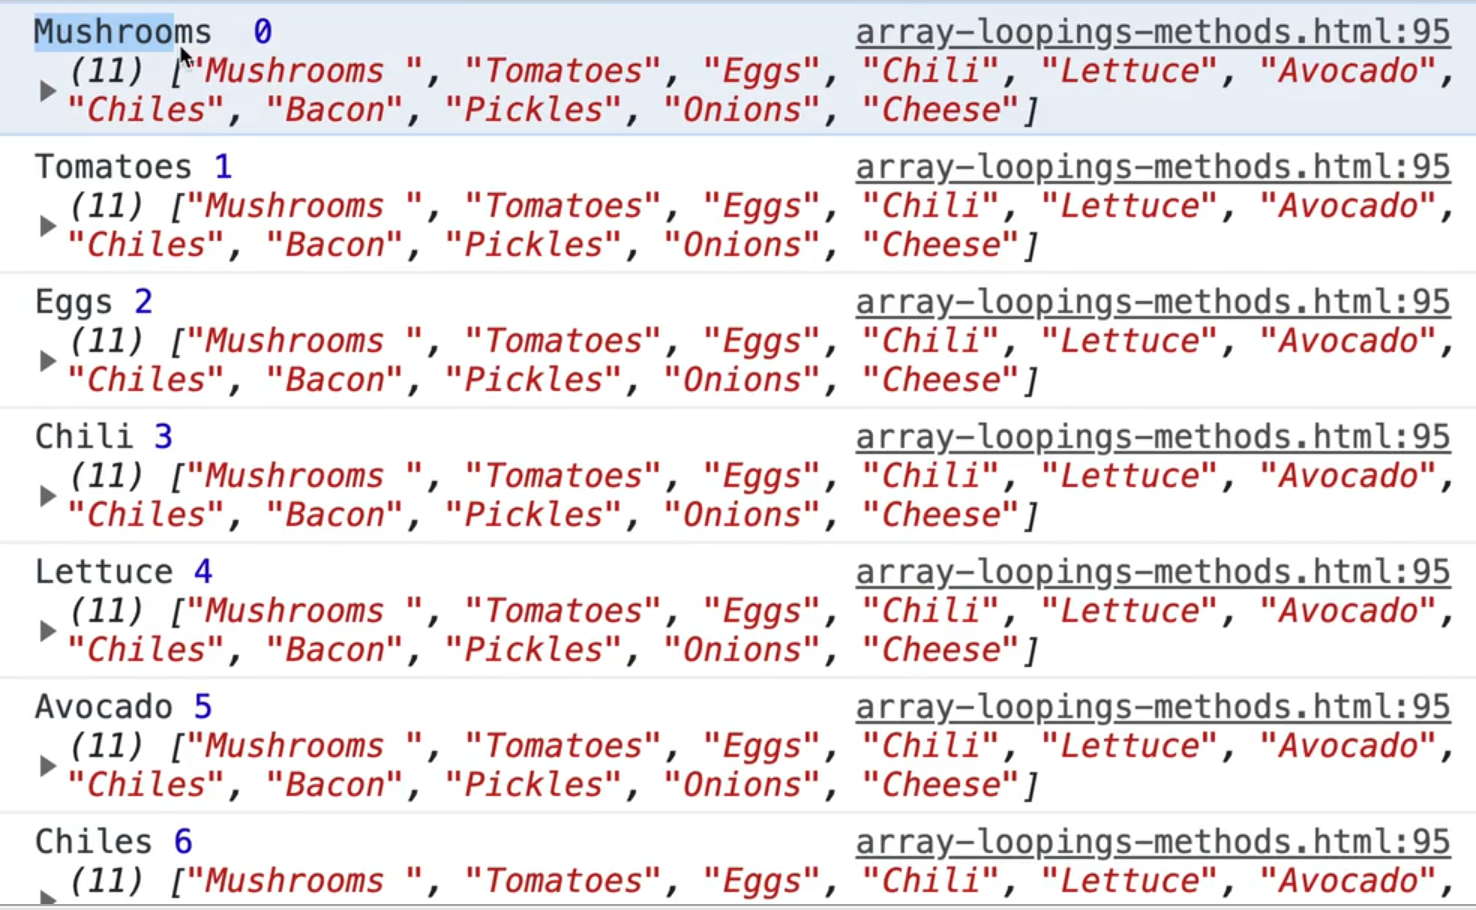 Mushrooms  0 array-loopings-methods.html:95
(11) ["Mushrooms ", "Tomatoes", "Eggs", "Chili", "Lettuce", "Avocado",
"Chiles", "Bacon", "Pickles", "Onions", "Cheese"]
Tomatoes 1 array-loopings-methods.html:95
(11) ["Mushrooms ", "Tomatoes", "Eggs", "Chili", "Lettuce", "Avocado",
"Chiles", "Bacon", "Pickles", "Onions", "Cheese"]
Eggs 2 array-loopings-methods.html:95
(11) ["Mushrooms ", "Tomatoes", "Eggs", "Chili", "Lettuce", "Avocado",
"Chiles", "Bacon", "Pickles", "Onions", "Cheese"]
Chili 3 array-loopings-methods.html:95
(11) ["Mushrooms ", "Tomatoes", "Eggs", "Chili", "Lettuce", "Avocado",
"Chiles", "Bacon", "Pickles", "Onions", "Cheese"]
Lettuce 4 array-loopings-methods.html:95
(11) ["Mushrooms ", "Tomatoes", "Eggs", "Chili", "Lettuce", "Avocado",
"Chiles", "Bacon", "Pickles", "Onions", "Cheese"]
Avocado 5 array-loopings-methods.html:95
(11) ["Mushrooms ", "Tomatoes", "Eggs", "Chili", "Lettuce", "Avocado",
"Chiles", "Bacon", "Pickles", "Onions", "Cheese"]
Chiles 6 array-loopings-methods.html:95
(11) ["Mushrooms ", "Tomatoes", "Eggs", "Chili", "Lettuce", "Avocado",